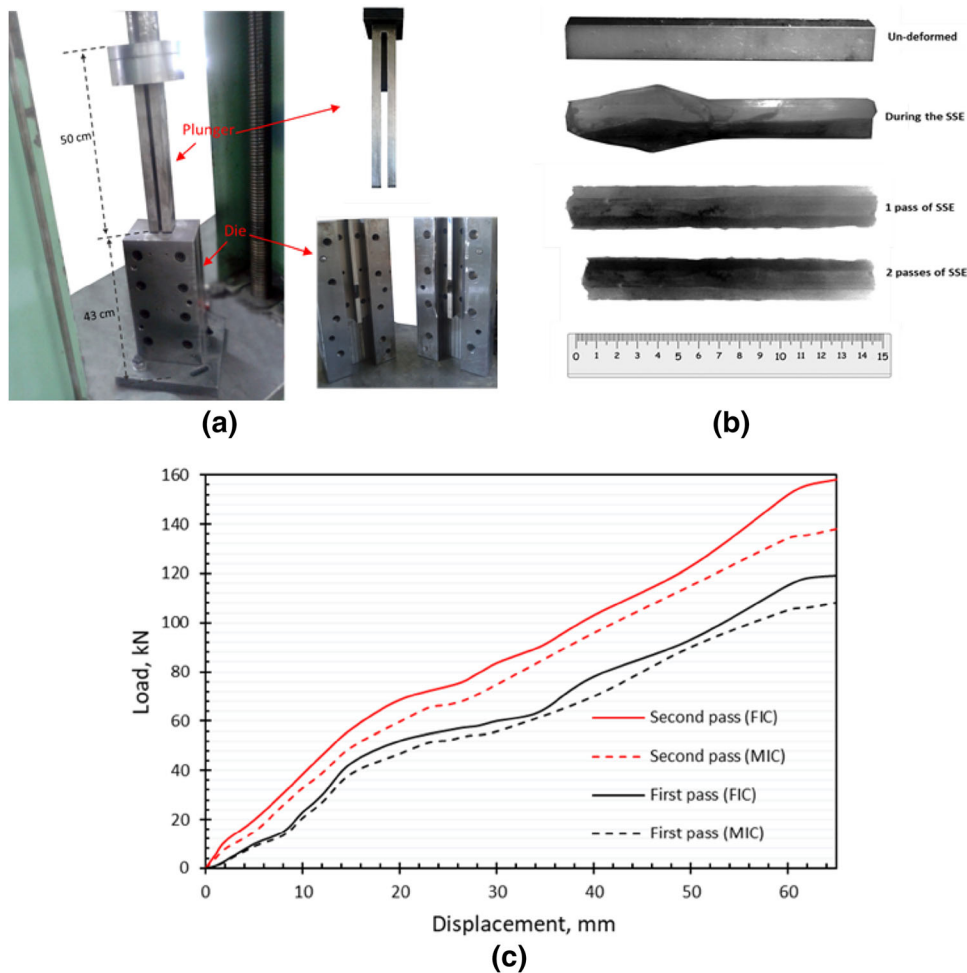 50 cm
Plunger
Die
43 cm
(a)
Un-deformed
During the SSE
1 pass of SSE
2 passes of SSE
0 1 2 3 4 5 6 7 8 9 10 11 12 13 14 15
(b)
160
140
120
100
80
60
40
20
0
Load, kN
Second pass (FIC)
Second pass (MIC)
First pass (FIC)
First pass (MIC)
0 10 20 30 40 50 60
Displacement, mm
(c)